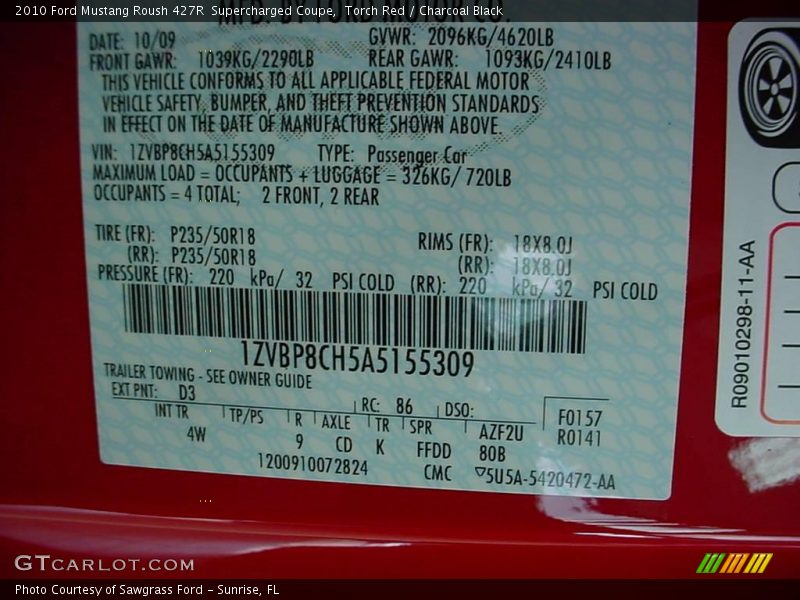 2010 Ford Mustang Roush 427R Supercharged Coupe, Torch Red / Charcoal Black
MFD. BY FORD MOTOR CO.
DATE: 10/09 GVWR: 2096KG/4620LB
FRONT GAWR: 1039KG/2290LB REAR GAWR: 1093KG/2410LB
THIS VEHICLE CONFORMS TO ALL APPLICABLE FEDERAL MOTOR
VEHICLE SAFETY, BUMPER, AND THEFT PREVENTION STANDARDS
IN EFFECT ON THE DATE OF MANUFACTURE SHOWN ABOVE.
VIN: 1ZVBP8CH5A5155309 TYPE: Passenger Car
MAXIMUM LOAD = OCCUPANTS + LUGGAGE = 326KG/ 720LB
OCCUPANTS = 4 TOTAL; 2 FRONT, 2 REAR
TIRE (FR): P235/50R18 RIMS (FR): 18X8.0J
(RR): P235/50R18 (RR): 18X8.0J
PRESSURE (FR): 220 kPa/ 32 PSI COLD (RR): 220 kPa/ 32 PSI COLD
1ZVBP8CH5A5155309
TRAILER TOWING - SEE OWNER GUIDE
EXT PNT: D3 RC: 86 DSO: F0157
INT TR TP/PS R AXLE TR SPR AZF2U R0141
4W 9 CD K FFDD 80B
1200910072824 CMC ▽5U5A-5420472-AA
R09010298-11-AA
GTCARLOT.COM
Photo Courtesy of Sawgrass Ford - Sunrise, FL